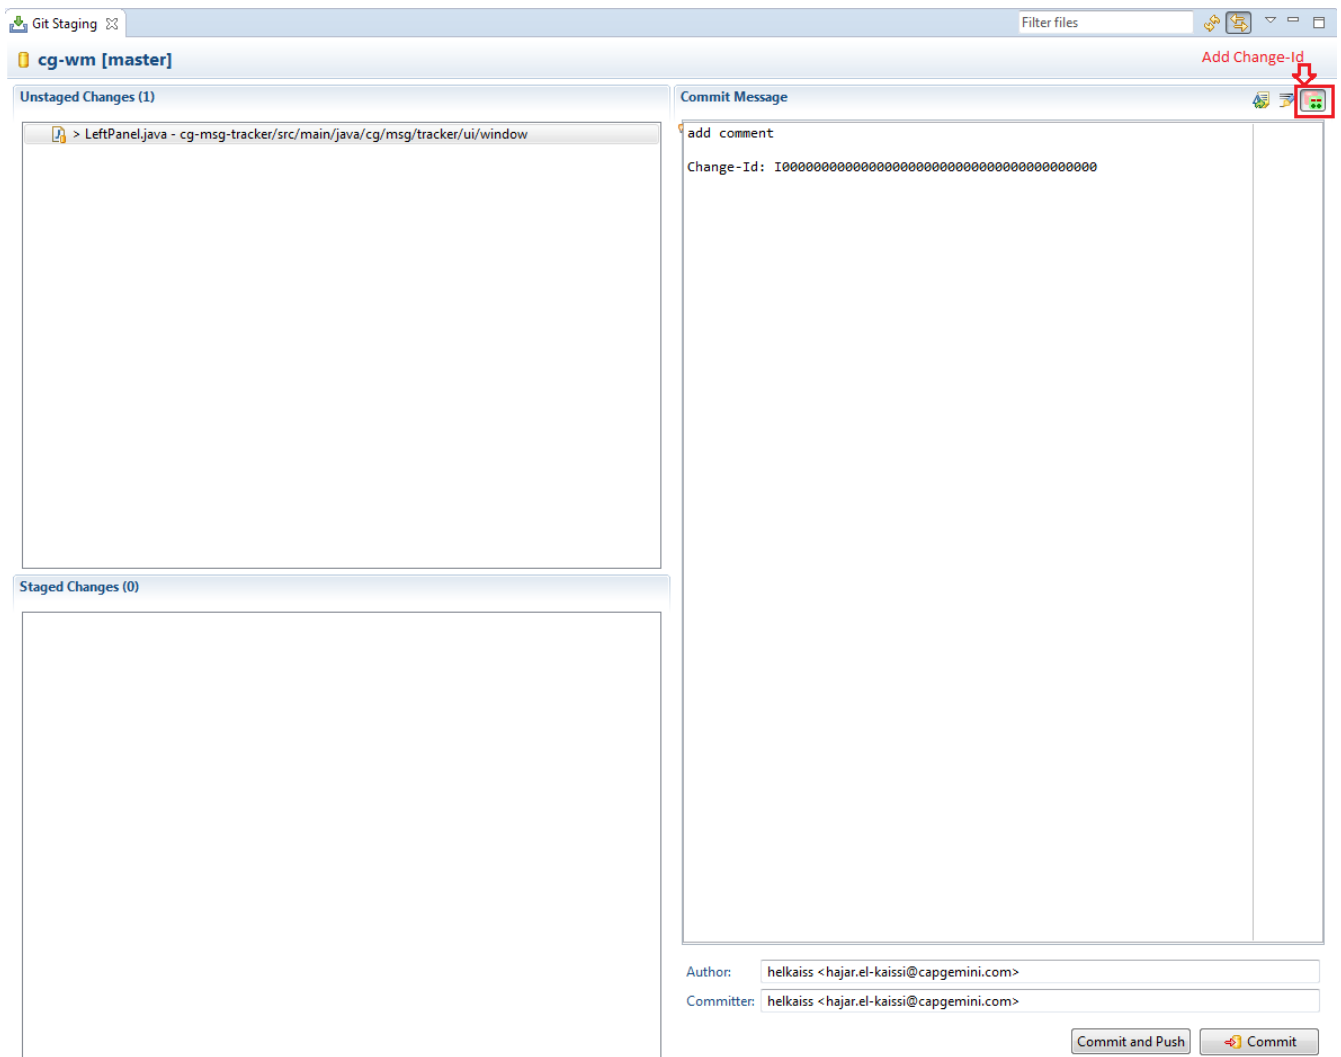 Git Staging
Filter files
cg-wm [master]
Add Change-Id
Unstaged Changes (1)
> LeftPanel.java - cg-msg-tracker/src/main/java/cg/msg/tracker/ui/window
Commit Message
add comment
Change-Id: I0000000000000000000000000000000000000000
Staged Changes (0)
Author: helkaiss <hajar.el-kaissi@capgemini.com>
Committer: helkaiss <hajar.el-kaissi@capgemini.com>
Commit and Push
Commit